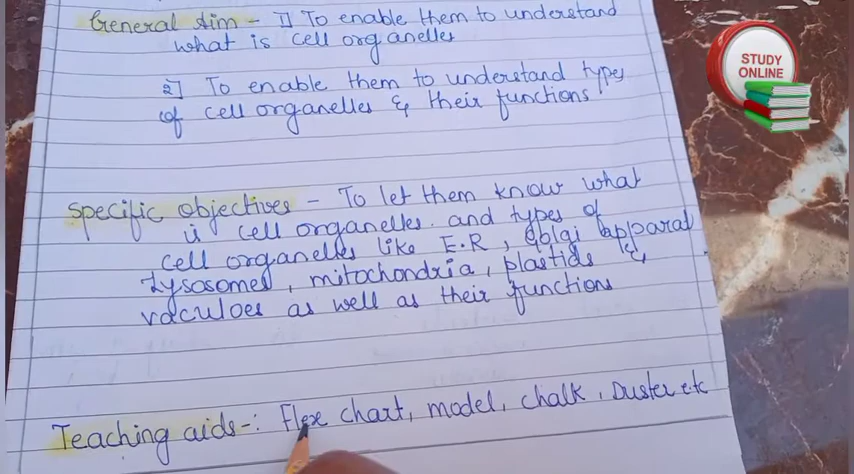 General Aim - 1] To enable them to understand
what is cell organelles
2] To enable them to understand types
of cell organelles & their functions
Specific objectives - To let them know what
is cell organelles. and types of
cell organelles like E.R, Golgi apparat
Lysosomes, mitochondria, plastids &
vaculoes as well as their functions
Teaching aids-: Flex chart, model, chalk, Duster etc
STUDY
ONLINE